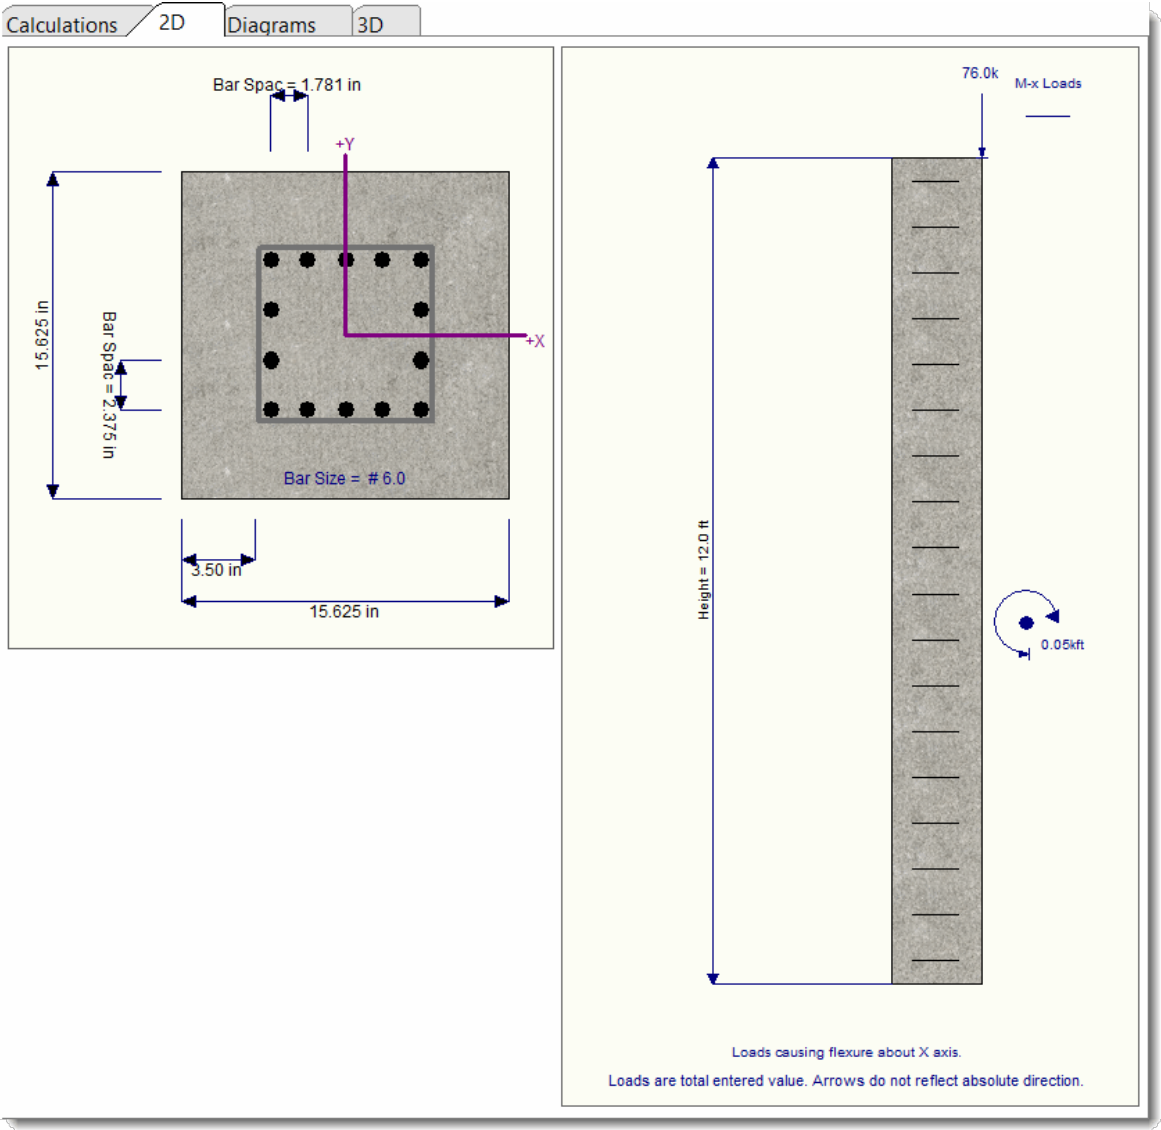 Calculations
2D
Diagrams
3D
Bar Spac = 1.781 in
+Y
+X
15.625 in
Bar Spac = 2.375 in
Bar Size = # 6.0
3.50 in
15.625 in
76.0k
M-x Loads
Height = 12.0 ft
0.05kft
Loads causing flexure about X axis.
Loads are total entered value. Arrows do not reflect absolute direction.